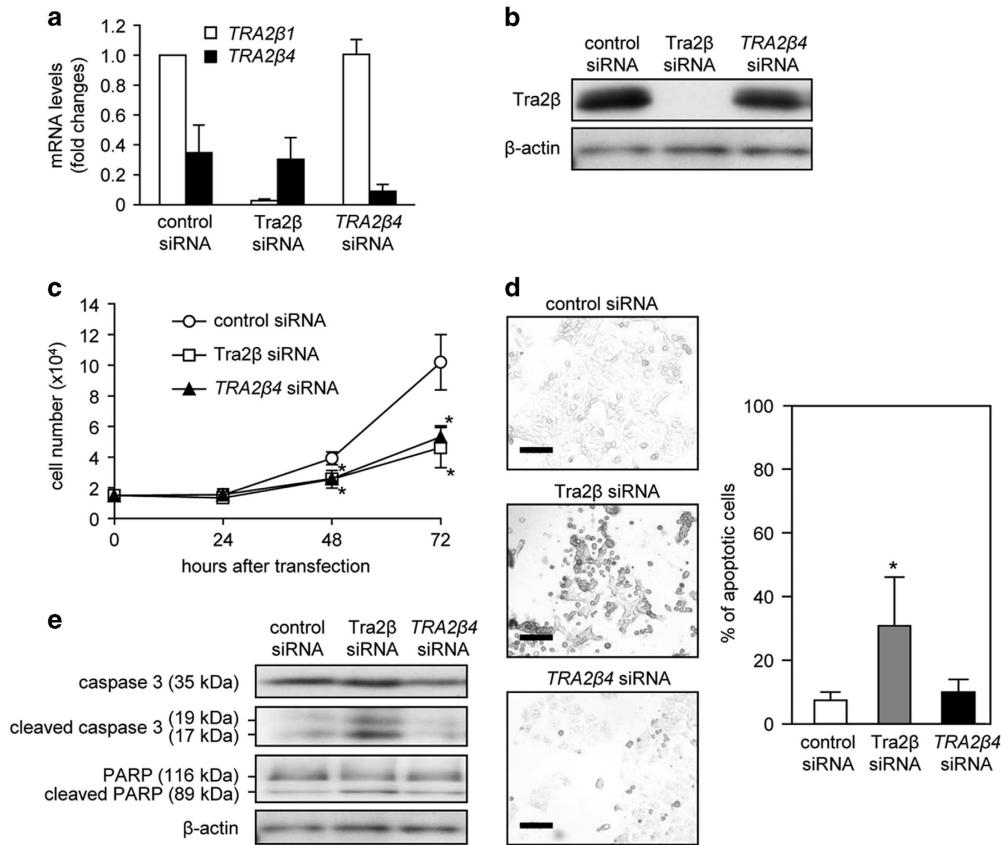 a
TRA2β1
TRA2β4
mRNA levels
(fold changes)
1.4
1.2
1.0
0.8
0.6
0.4
0.2
0
control
siRNA
Tra2β
siRNA
TRA2β4
siRNA
b
control
siRNA
Tra2β
siRNA
TRA2β4
siRNA
Tra2β
β-actin
c
control siRNA
Tra2β siRNA
TRA2β4 siRNA
cell number (x10⁴)
14
12
10
8
6
4
2
0
*
*
*
*
0
24
48
72
hours after transfection
d
control siRNA
Tra2β siRNA
TRA2β4 siRNA
% of apoptotic cells
100
80
60
40
20
0
*
control
siRNA
Tra2β
siRNA
TRA2β4
siRNA
e
control
siRNA
Tra2β
siRNA
TRA2β4
siRNA
caspase 3 (35 kDa)
cleaved caspase 3 (19 kDa)
(17 kDa)
PARP (116 kDa)
cleaved PARP (89 kDa)
β-actin